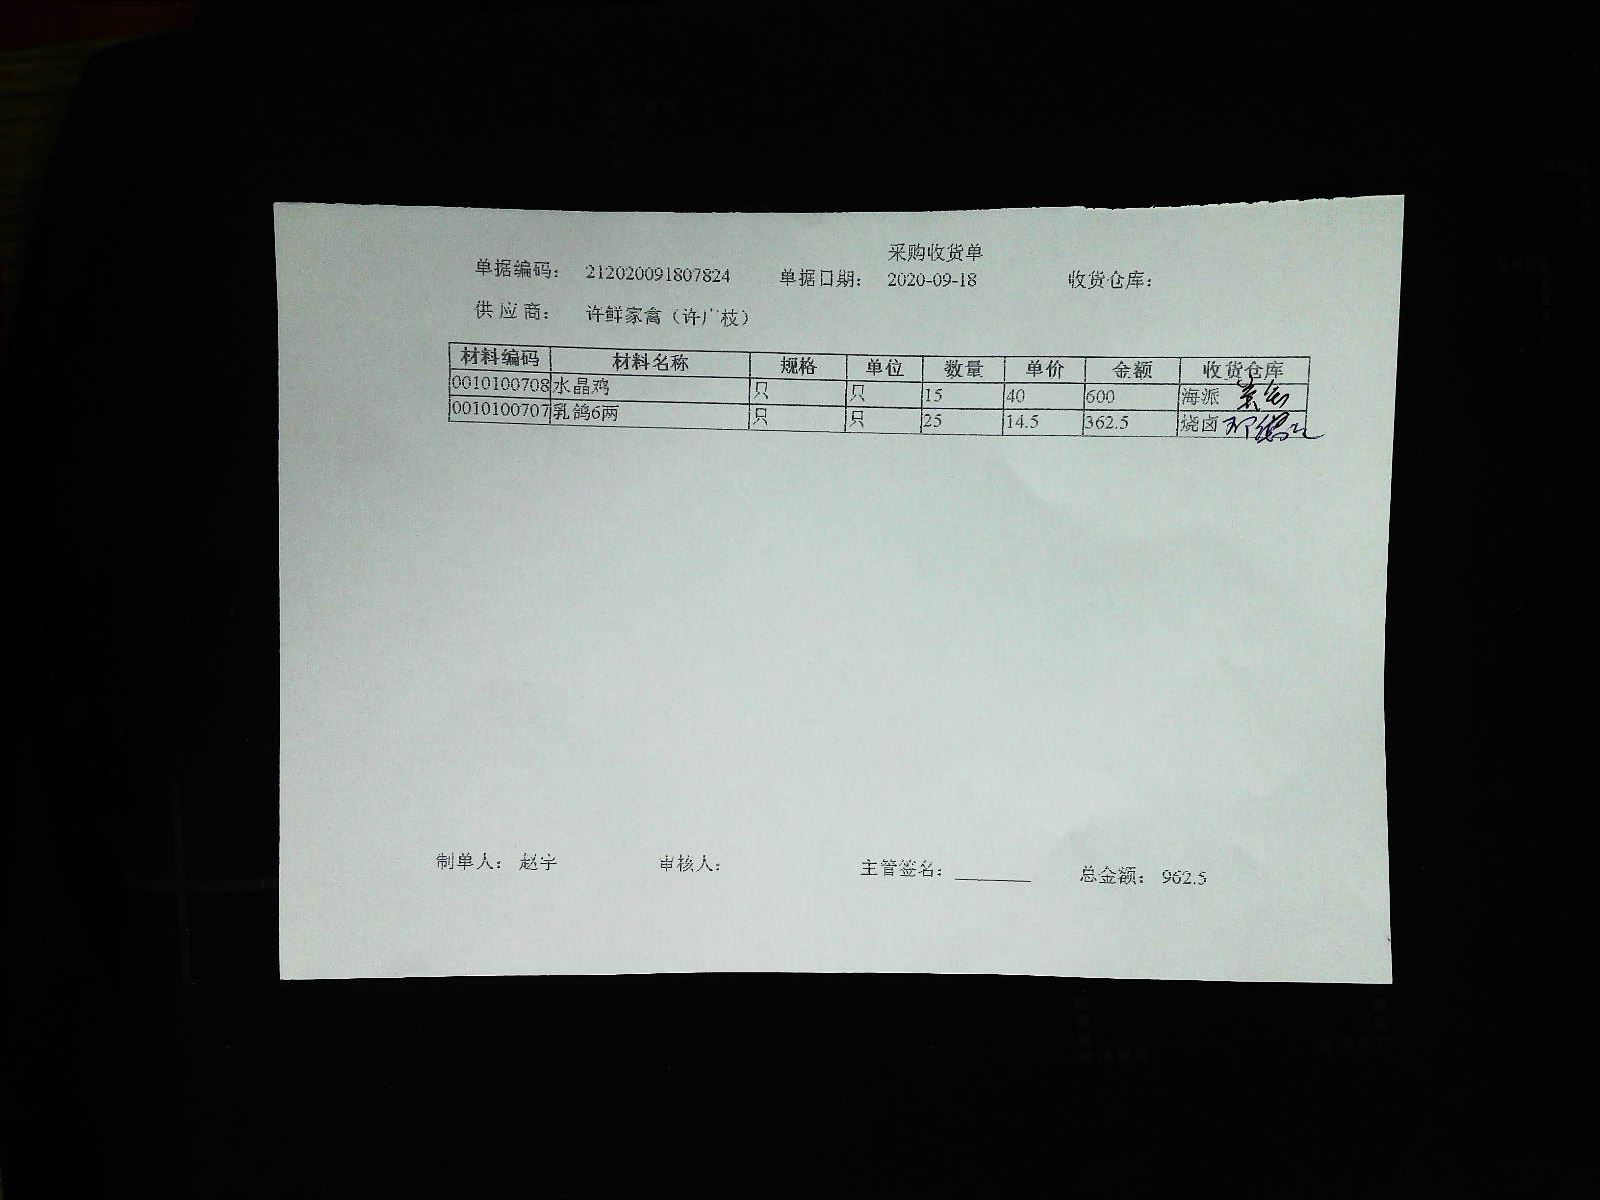 采购收货单
单据编码： 212020091807824 单据日期： 2020-09-18 收货仓库：
供 应 商： 许鲜家禽（许广枝）
材料编码 材料名称 规格 单位 数量 单价 金额 收货仓库
0010100708 水晶鸡 只 只 15 40 600 海派
0010100707 乳鸽6两 只 只 25 14.5 362.5 烧卤
制单人： 赵宇 审核人： 主管签名： 总金额： 962.5